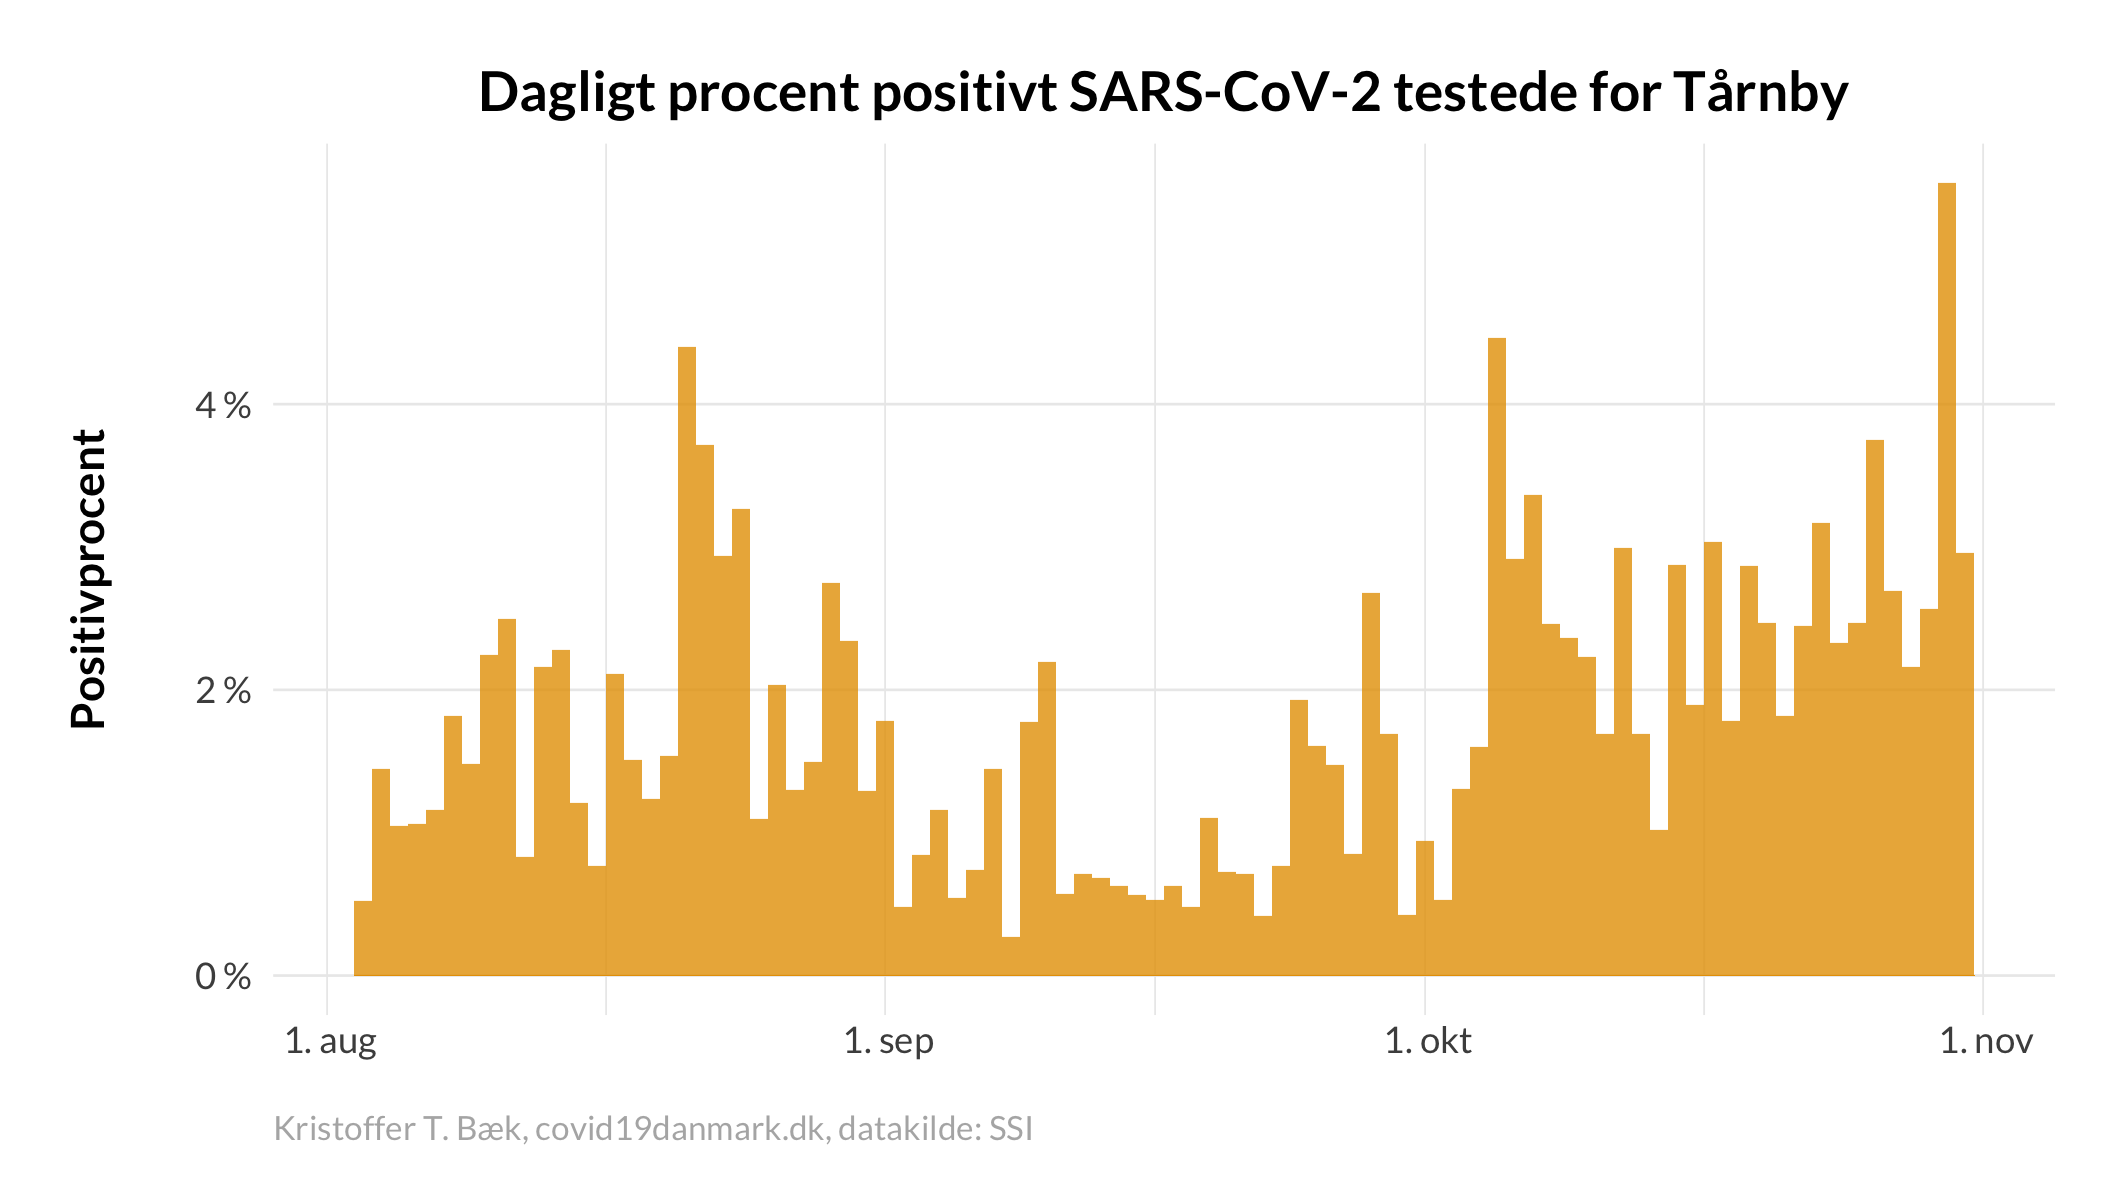 Dagligt procent positivt SARS-CoV-2 testede for Tårnby
Positivprocent
4 %
2 %
0 %
1. aug
1. sep
1. okt
1. nov
Kristoffer T. Bæk, covid19danmark.dk, datakilde: SSI